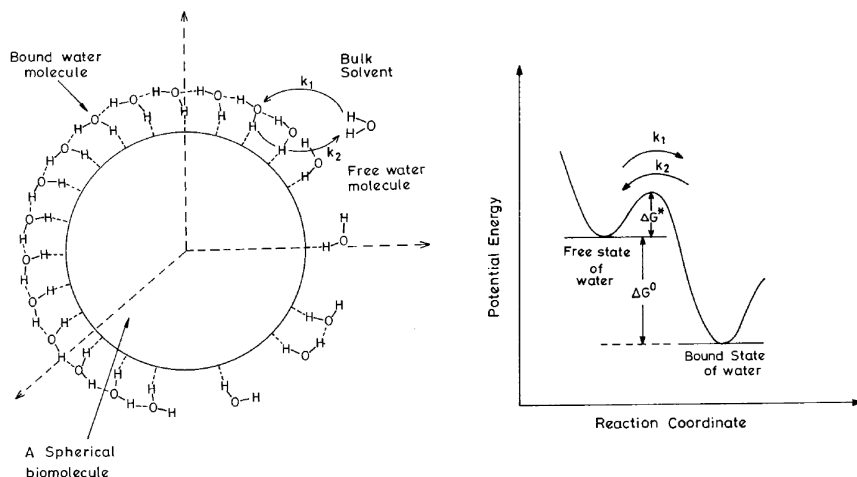 Bound water
molecule
Bulk
Solvent
k₁
H
H O
k₂
Free water
molecule
A Spherical
biomolecule
Potential Energy
k₁
k₂
ΔG*
Free state
of
water
ΔG⁰
Bound State
of water
Reaction Coordinate